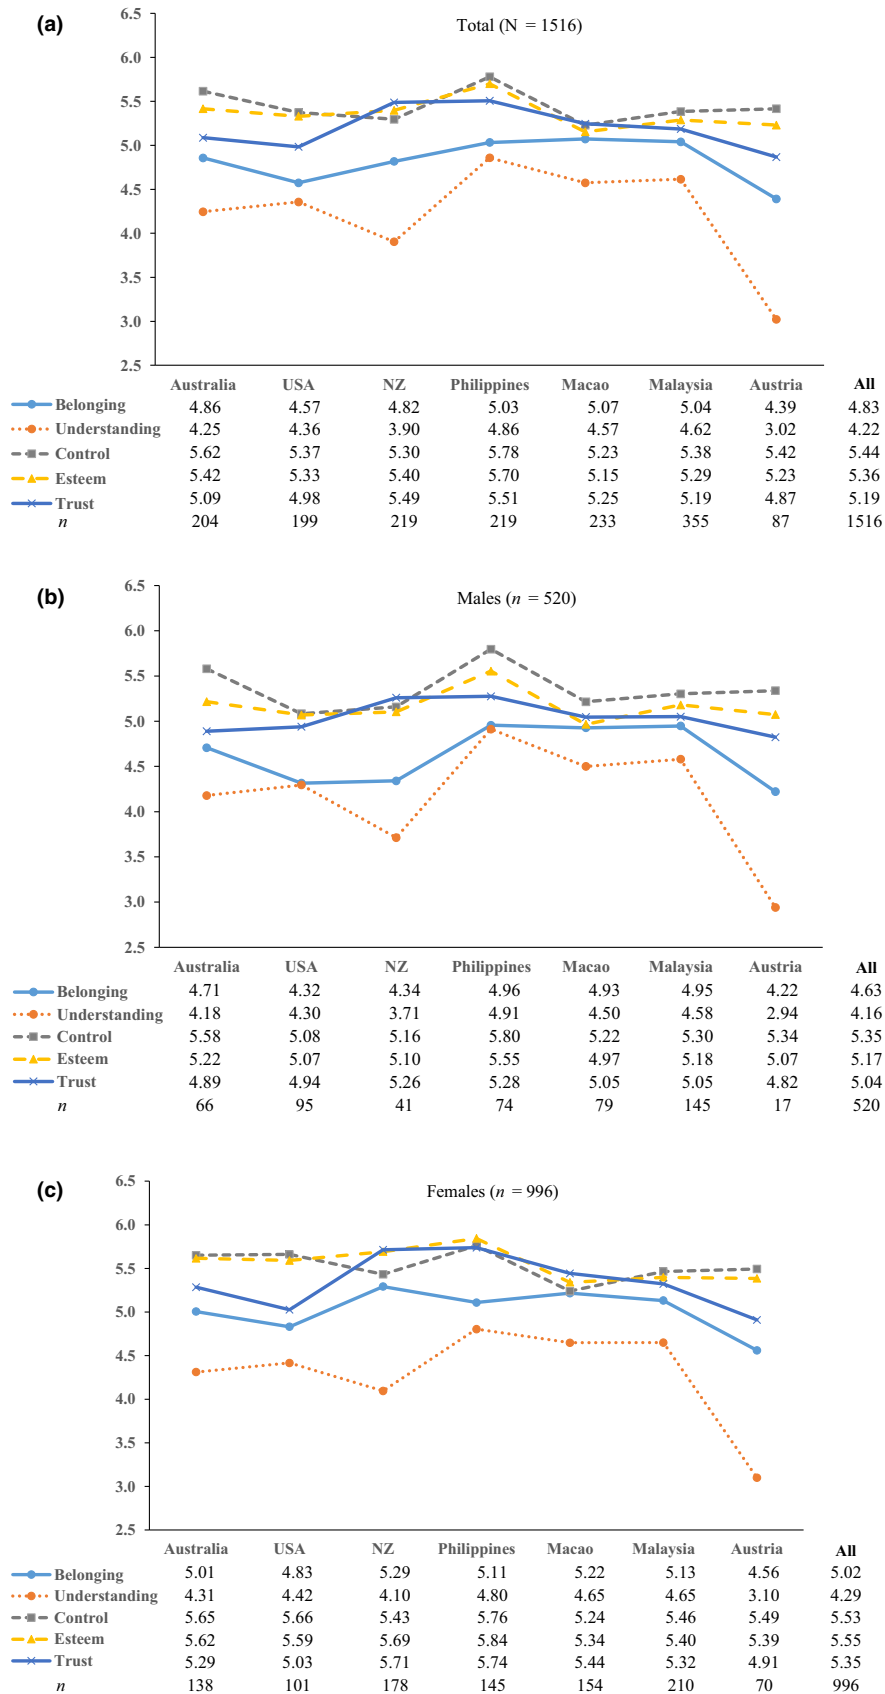 (a)
Total (N = 1516)
6.5
6.0
5.5
5.0
4.5
4.0
3.5
3.0
2.5
Australia USA NZ Philippines Macao Malaysia Austria All
Belonging 4.86 4.57 4.82 5.03 5.07 5.04 4.39 4.83
Understanding 4.25 4.36 3.90 4.86 4.57 4.62 3.02 4.22
Control 5.62 5.37 5.30 5.78 5.23 5.38 5.42 5.44
Esteem 5.42 5.33 5.40 5.70 5.15 5.29 5.23 5.36
Trust 5.09 4.98 5.49 5.51 5.25 5.19 4.87 5.19
n 204 199 219 219 233 355 87 1516
(b)
Males (n = 520)
6.5
6.0
5.5
5.0
4.5
4.0
3.5
3.0
2.5
Australia USA NZ Philippines Macao Malaysia Austria All
Belonging 4.71 4.32 4.34 4.96 4.93 4.95 4.22 4.63
Understanding 4.18 4.30 3.71 4.91 4.50 4.58 2.94 4.16
Control 5.58 5.08 5.16 5.80 5.22 5.30 5.34 5.35
Esteem 5.22 5.07 5.10 5.55 4.97 5.18 5.07 5.17
Trust 4.89 4.94 5.26 5.28 5.05 5.05 4.82 5.04
n 66 95 41 74 79 145 17 520
(c)
Females (n = 996)
6.5
6.0
5.5
5.0
4.5
4.0
3.5
3.0
2.5
Australia USA NZ Philippines Macao Malaysia Austria All
Belonging 5.01 4.83 5.29 5.11 5.22 5.13 4.56 5.02
Understanding 4.31 4.42 4.10 4.80 4.65 4.65 3.10 4.29
Control 5.65 5.66 5.43 5.76 5.24 5.46 5.49 5.53
Esteem 5.62 5.59 5.69 5.84 5.34 5.40 5.39 5.55
Trust 5.29 5.03 5.71 5.74 5.44 5.32 4.91 5.35
n 138 101 178 145 154 210 70 996